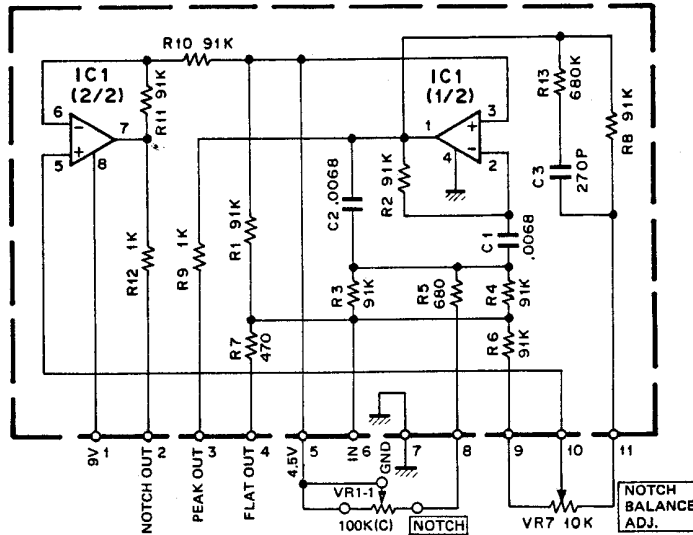 R10 91K
IC1
(2/2)
R11 91K
6
5
7
8
IC1
(1/2)
3
1
4
2
R13
680K
R8 91K
C3
270P
R2 91K
C2 .0068
C1
.0068
R12 1K
R9 1K
R1 91K
R3
91K
R5
680
R4
91K
R7
470
R6
91K
9V 1
NOTCH OUT 2
PEAK OUT 3
FLAT OUT 4
4.5V 5
IN 6
GND 7
8
9
10
11
VR1-1
100K(C)
NOTCH
VR7 10K
NOTCH
BALANCE
ADJ.